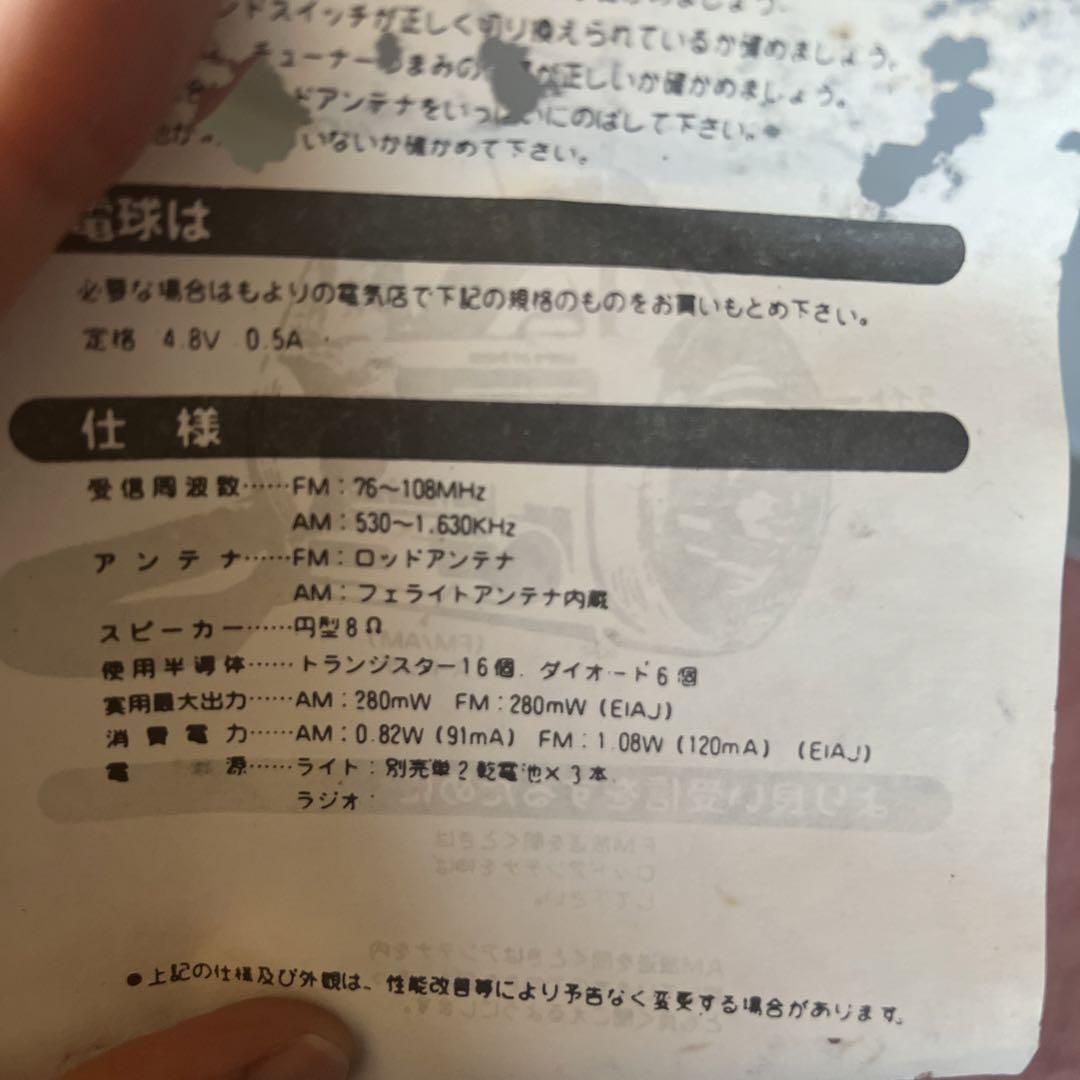 ンドスイッチが正しく切り換えられているか確めましょう。
チューナー まみの が正しいか確かめましょう。
ドアンテナをいっぱいにのばして下さい。
いないか確かめて下さい。
電球は
必要な場合はもよりの電気店で下記の規格のものをお買いもとめ下さい。
定格 4.8V 0.5A
仕 様
受信周波数……FM:76〜108MHz
AM:530〜1.630KHz
アンテナ……FM:ロッドアンテナ
AM:フェライトアンテナ内蔵
スピーカー……円型8Ω
使用半導体……トランジスター16個. ダイオード6個
実用最大出力……AM:280mW FM:280mW(EIAJ)
消費電力……AM:0.82W(91mA) FM:1.08W(120mA) (EIAJ)
電 源……ライト:別売単2乾電池×3本
ラジオ:
●上記の仕様及び外観は、性能改善等により予告なく変更する場合があります。